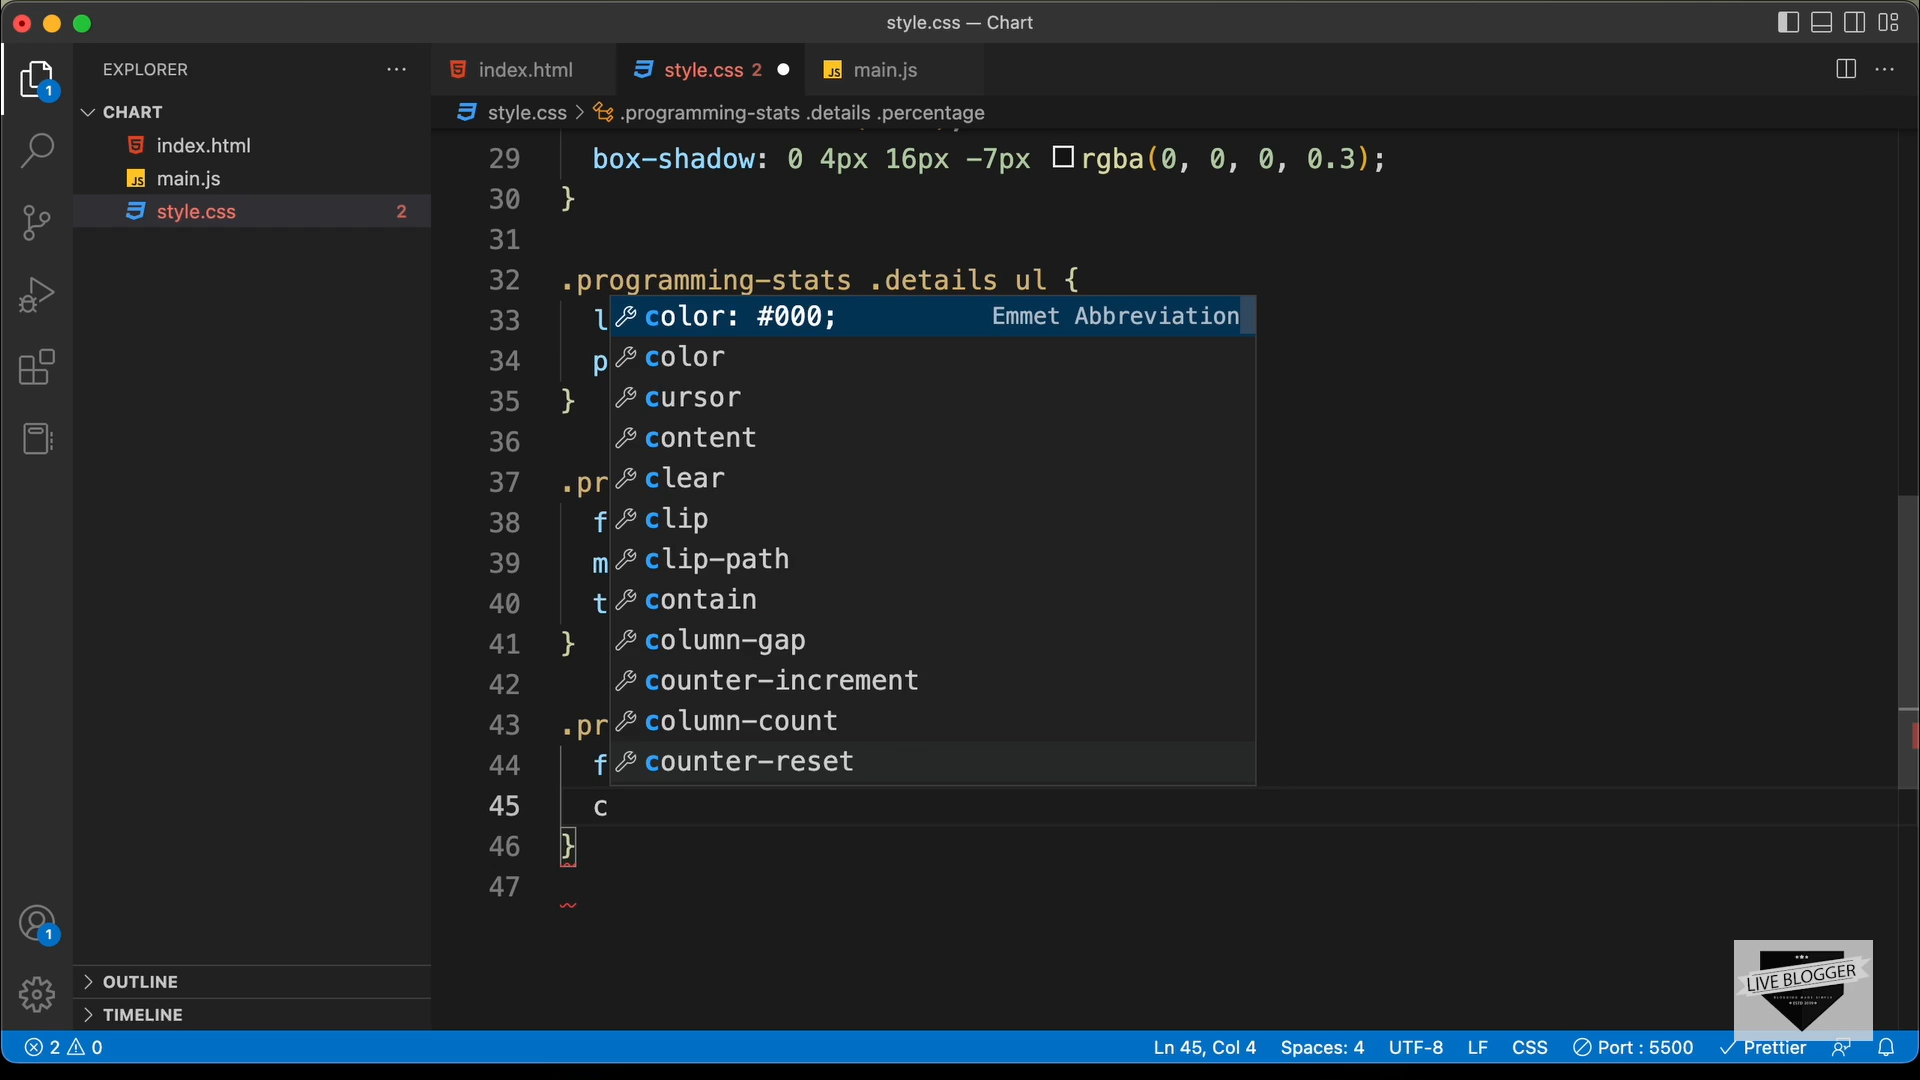 style.css — Chart
EXPLORER
index.html
style.css 2
main.js
CHART
style.css > .programming-stats .details .percentage
index.html
main.js
style.css 2
29 box-shadow: 0 4px 16px -7px rgba(0, 0, 0, 0.3);
30 }
31
32 .programming-stats .details ul {
33 l
34 p
35 }
36
37 .pr
38 f
39 m
40 t
41 }
42
43 .pr
44 f
45 c
46 }
47
color: #000; Emmet Abbreviation
color
cursor
content
clear
clip
clip-path
contain
column-gap
counter-increment
column-count
counter-reset
1
1
OUTLINE
TIMELINE
LIVE BLOGGER
2 0
Ln 45, Col 4 Spaces: 4 UTF-8 LF CSS Port : 5500 Prettier